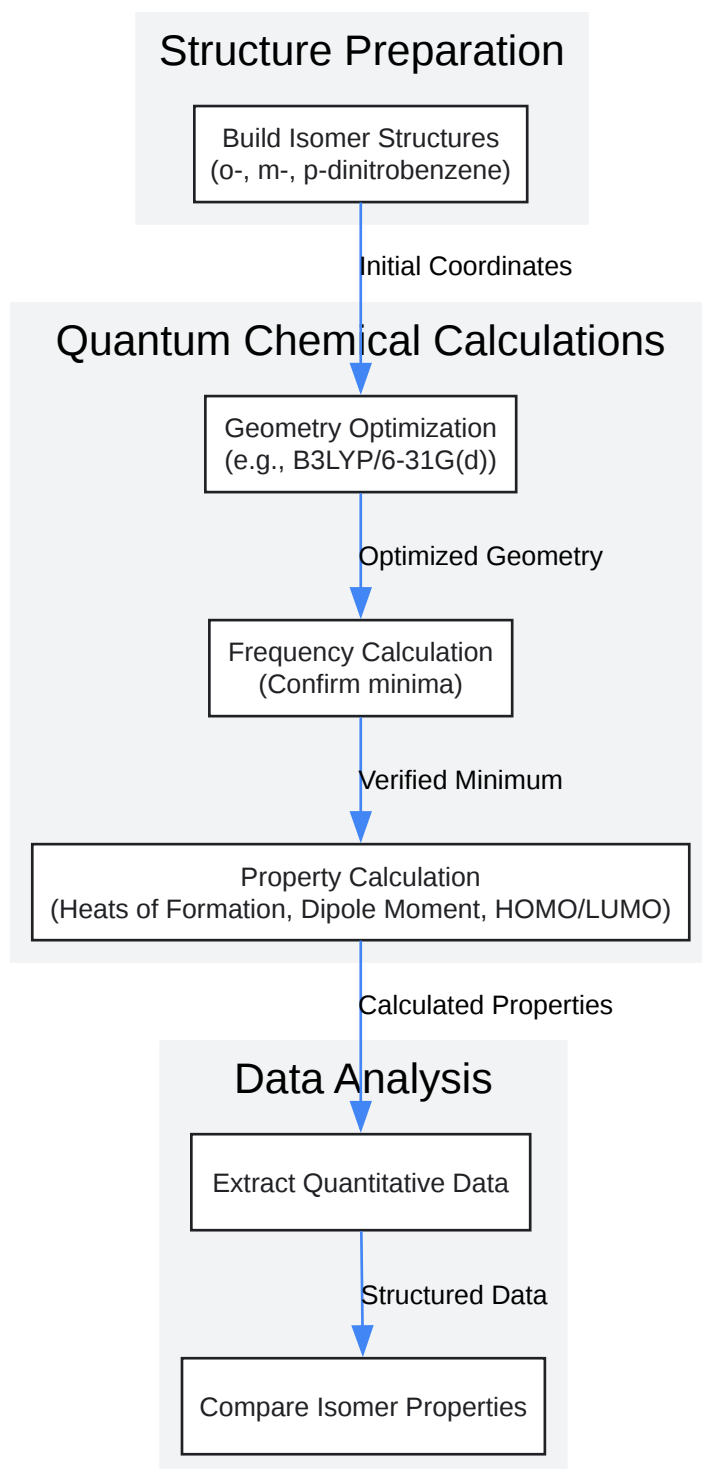 Structure Preparation
Build Isomer Structures
(o-, m-, p-dinitrobenzene)
Initial Coordinates
Quantum Chemical Calculations
Geometry Optimization
(e.g., B3LYP/6-31G(d))
Optimized Geometry
Frequency Calculation
(Confirm minima)
Verified Minimum
Property Calculation
(Heats of Formation, Dipole Moment, HOMO/LUMO)
Calculated Properties
Data Analysis
Extract Quantitative Data
Structured Data
Compare Isomer Properties